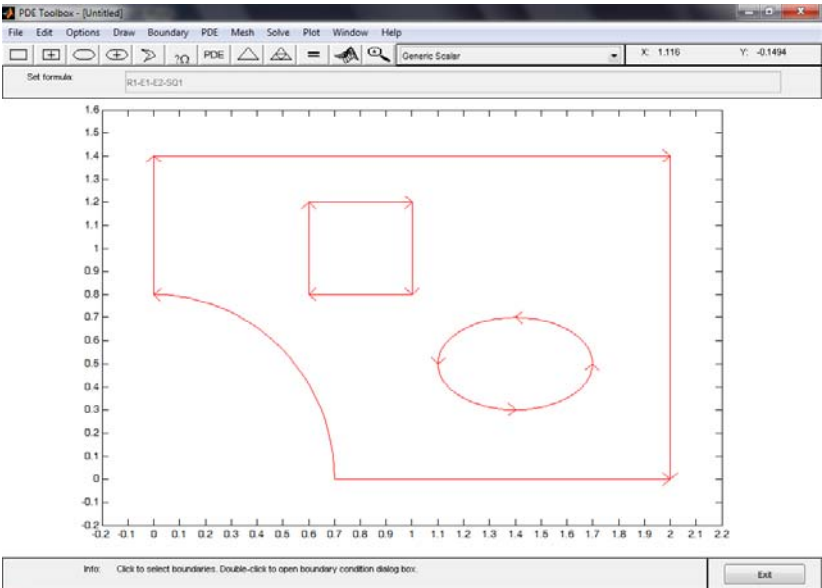 PDE Toolbox - [Untitled]
File Edit Options Draw Boundary PDE Mesh Solve Plot Window Help
∂Ω PDE = Generic Scalar X: 1.116 Y: -0.1494
Set formula: R1-E1-E2-SQ1
1.6
1.5
1.4
1.3
1.2
1.1
1
0.9
0.8
0.7
0.6
0.5
0.4
0.3
0.2
0.1
0
-0.1
-0.2
-0.2 -0.1 0 0.1 0.2 0.3 0.4 0.5 0.6 0.7 0.8 0.9 1 1.1 1.2 1.3 1.4 1.5 1.6 1.7 1.8 1.9 2 2.1 2.2
Info: Click to select boundaries. Double-click to open boundary condition dialog box.
Exit